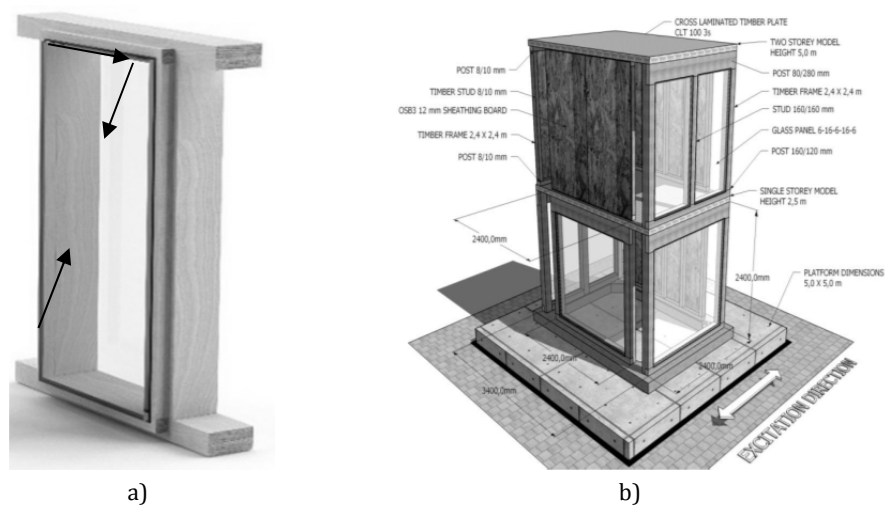 CROSS LAMINATED TIMBER PLATE
CLT 100 3s
TWO STOREY MODEL
HEIGHT 5,0 m
POST 8/10 mm
POST 80/280 mm
TIMBER STUD 8/10 mm
TIMBER FRAME 2,4 X 2,4 m
OSB3 12 mm SHEATHING BOARD
STUD 160/160 mm
TIMBER FRAME 2,4 X 2,4 m
GLASS PANEL 6-16-6-16-6
POST 8/10 mm
POST 160/120 mm
SINGLE STOREY MODEL
HEIGHT 2,5 m
2400,0mm
2400,0mm
PLATFORM DIMENSIONS
5,0 X 5,0 m
2400,0mm
2400,0mm
3400,0mm
EXCITATION DIRECTION
a)
b)